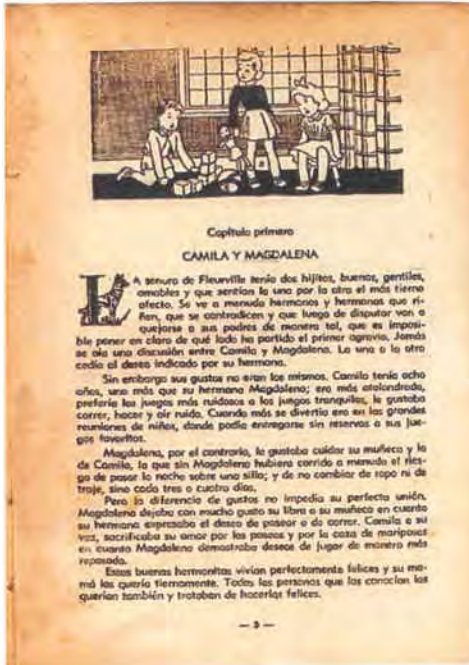 Capítulo primero
CAMILA Y MAGDALENA
LA señora de Fleurville tenía dos hijitas, buenas, gentiles,
amables y que sentían la una por la otra el más tierno
afecto. Se ve a menudo hermanos y hermanas que ri-
ñen, que se contradicen y que luego de disputar van a
quejarse a sus padres de manera tal, que es imposi-
ble poner en claro de qué lado ha partido el primer agravio. Jamás
se oía una discusión entre Camila y Magdalena. La una o la otra
cedía al deseo indicado por su hermana.
Sin embargo sus gustos no eran los mismos. Camila tenía ocho
años, uno más que su hermana Magdalena; era más atolondrada,
prefería los juegos más ruidosos a los juegos tranquilos, le gustaba
correr, hacer y oír ruido. Cuando más se divertía era en las grandes
reuniones de niños, donde podía entregarse sin reservas a sus jue-
gos favoritos.
Magdalena, por el contrario, le gustaba cuidar su muñeca y la
de Camila, la que sin Magdalena hubiera corrido a menudo el ries-
go de pasar la noche sobre una silla; y de no cambiar de ropa ni de
traje, sino cada tres o cuatro días.
Pero la diferencia de gustos no impedía su perfecta unión.
Magdalena dejaba con mucho gusto su libro o su muñeca en cuanto
su hermana expresaba el deseo de pasear o de correr. Camila a su
vez, sacrificaba su amor por los paseos y por la caza de mariposas
en cuanto Magdalena demostraba deseos de jugar de manera más
reposada.
Estas buenas hermanitas vivían perfectamente felices y su ma-
má las quería tiernamente. Todas las personas que las conocían las
querían también y trataban de hacerlas felices.
— 5 —